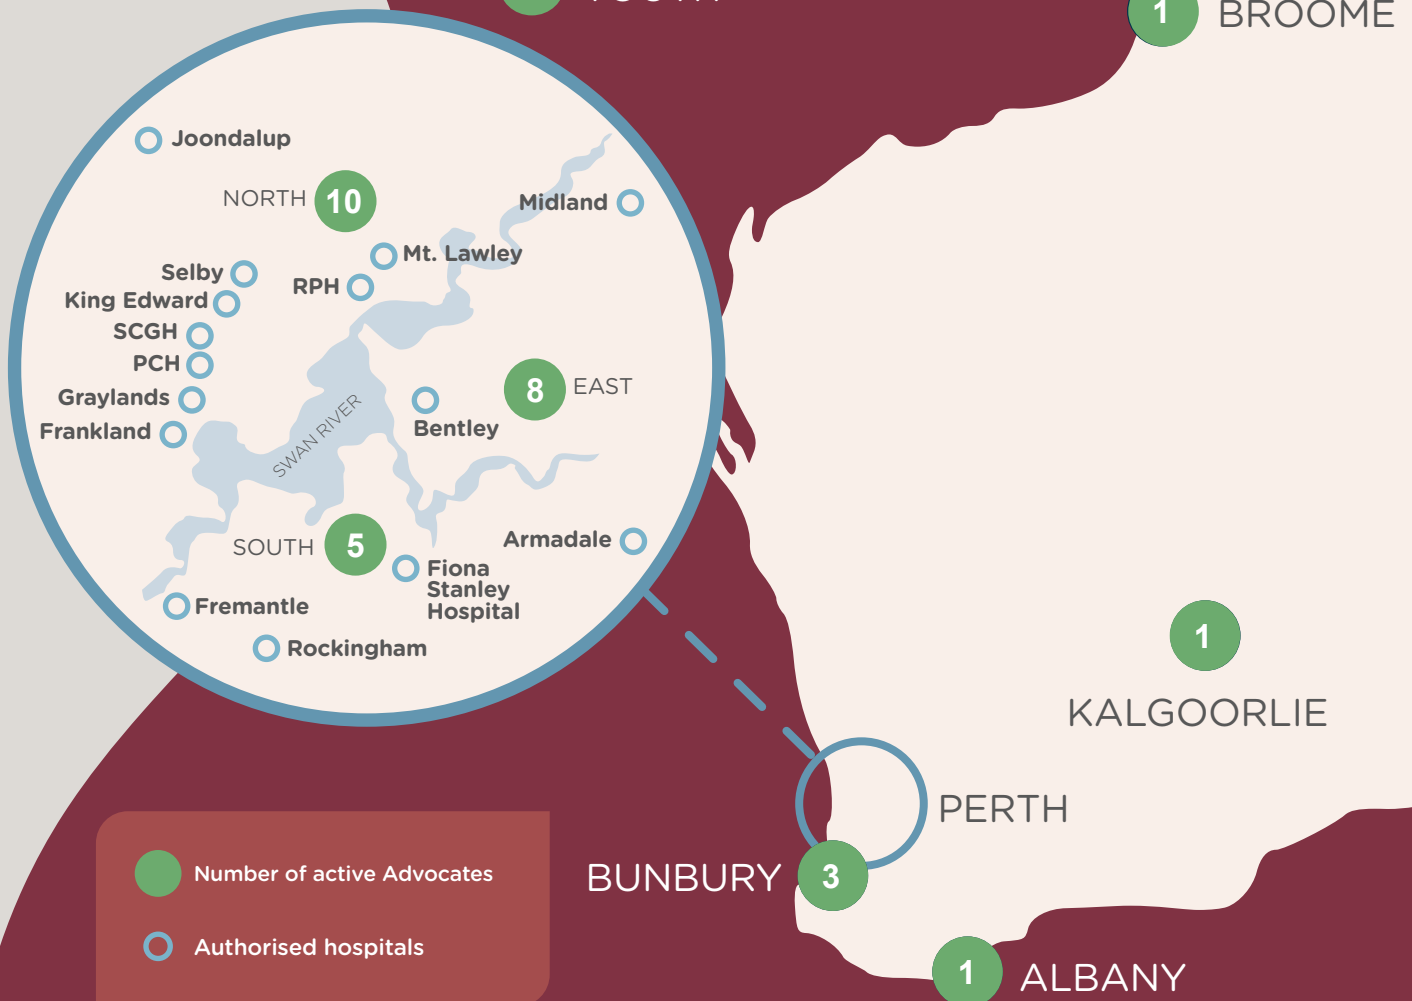 1
BROOME
Joondalup
NORTH
10
Midland
Mt. Lawley
Selby
RPH
King Edward
SCGH
PCH
Graylands
Frankland
8
EAST
Bentley
SWAN RIVER
SOUTH
5
Armadale
Fiona
Stanley
Hospital
Fremantle
Rockingham
1
KALGOORLIE
PERTH
BUNBURY
3
Number of active Advocates
Authorised hospitals
1
ALBANY